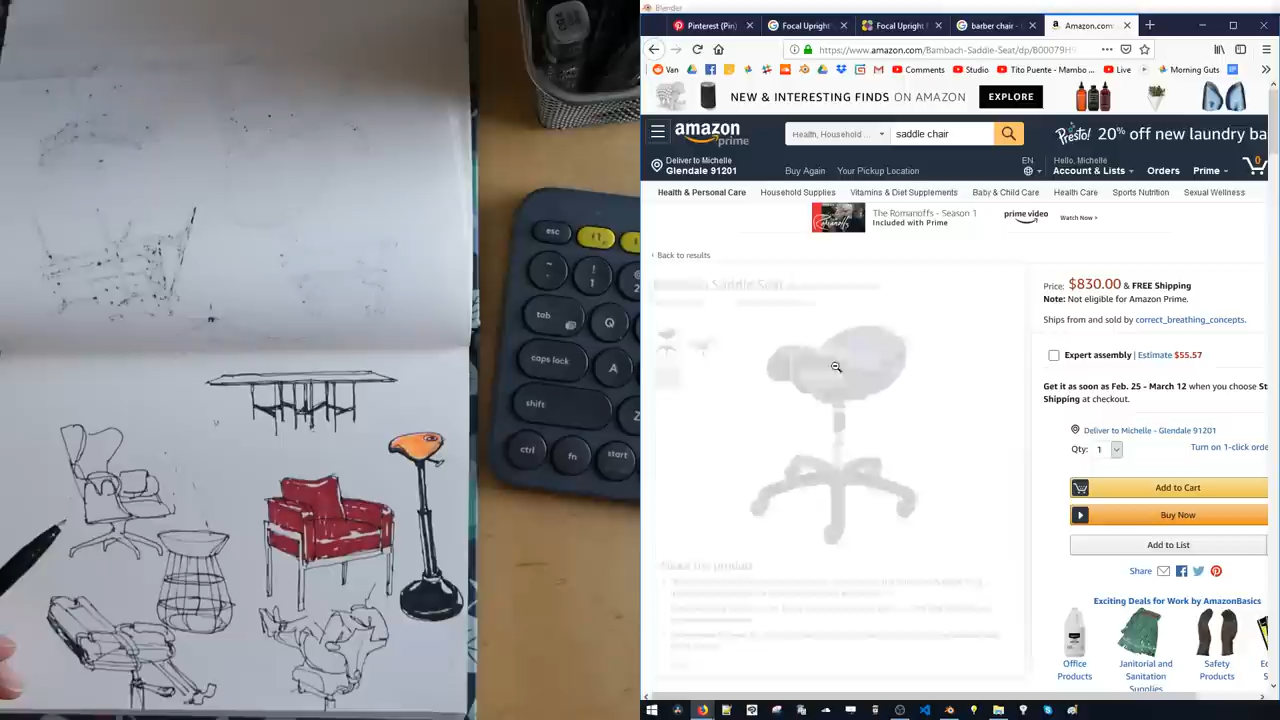 esc
F1
~
!
1
tab
Q
caps lock
A
shift
Z
ctrl
fn
start
Blender
Pinterest (Pin)
Focal Upright
Focal Upright
barber chair -
Amazon.com
https://www.amazon.com/Bambach-Saddle-Seat/dp/B00079H9
Van
Comments
Studio
Tito Puente - Mambo ...
Live
Morning Guts
NEW & INTERESTING FINDS ON AMAZON
EXPLORE
amazon
prime
Health, Household ...
saddle chair
Presto! 20% off new laundry ba
Deliver to Michelle
Glendale 91201
Buy Again
Your Pickup Location
EN
Hello, Michelle
Account & Lists
Orders
Prime
0
Health & Personal Care
Household Supplies
Vitamins & Diet Supplements
Baby & Child Care
Health Care
Sports Nutrition
Sexual Wellness
The Romanoffs - Season 1
Included with Prime
prime video
Watch Now >
Back to results
Bambach Saddle Seat
Price: $830.00 & FREE Shipping
Note: Not eligible for Amazon Prime.
Ships from and sold by correct_breathing_concepts.
Expert assembly | Estimate $55.57
Get it as soon as Feb. 25 - March 12 when you choose St
Shipping at checkout.
Deliver to Michelle - Glendale 91201
Qty: 1
Turn on 1-click orde
Add to Cart
Buy Now
Add to List
Share
Exciting Deals for Work by AmazonBasics
Office
Products
Janitorial and
Sanitation
Supplies
Safety
Products